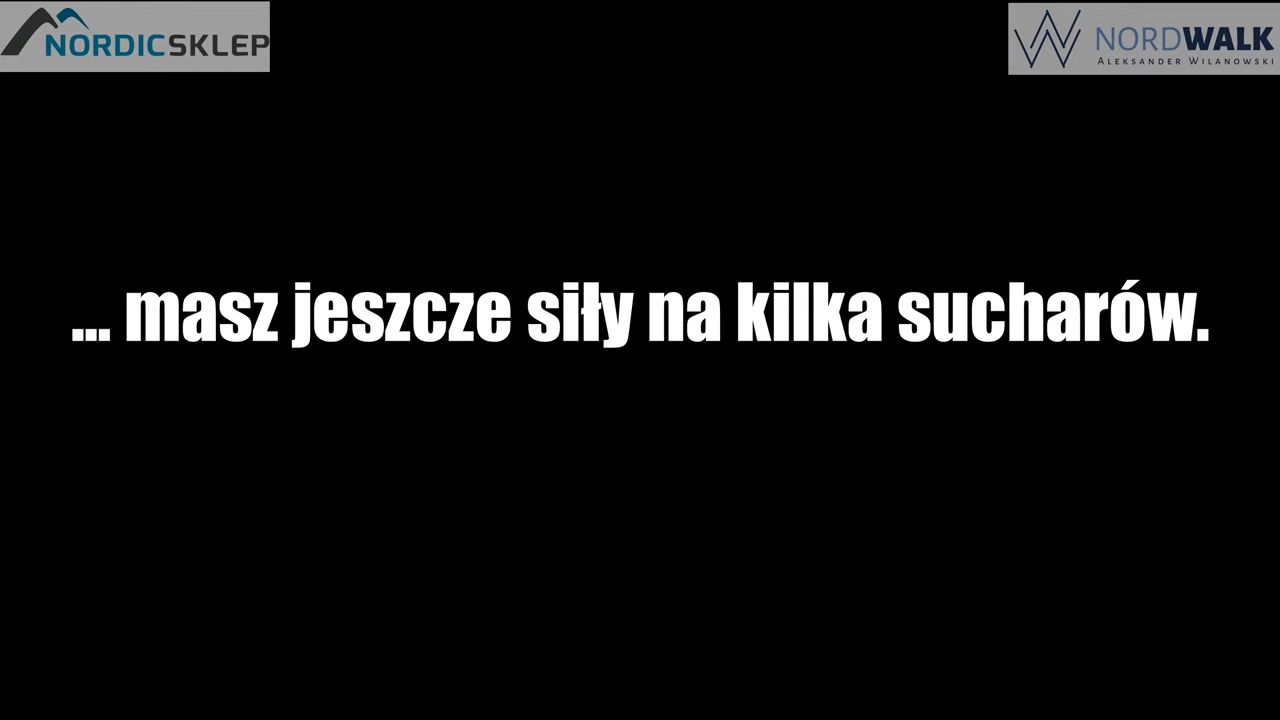 NORDICSKLEP
NORDWALK
ALEKSANDER WILANOWSKI
... masz jeszcze siły na kilka sucharów.